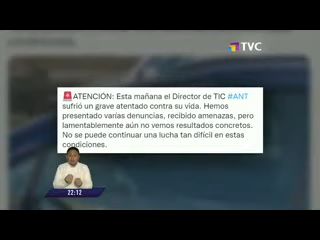 TVC
🚨ATENCIÓN: Esta mañana el Director de TIC #ANT
sufrió un grave atentado contra su vida. Hemos
presentado varias denuncias, recibido amenazas, pero
lamentablemente aún no vemos resultados concretos.
No se puede continuar una lucha tan difícil en estas
condiciones.
22:12